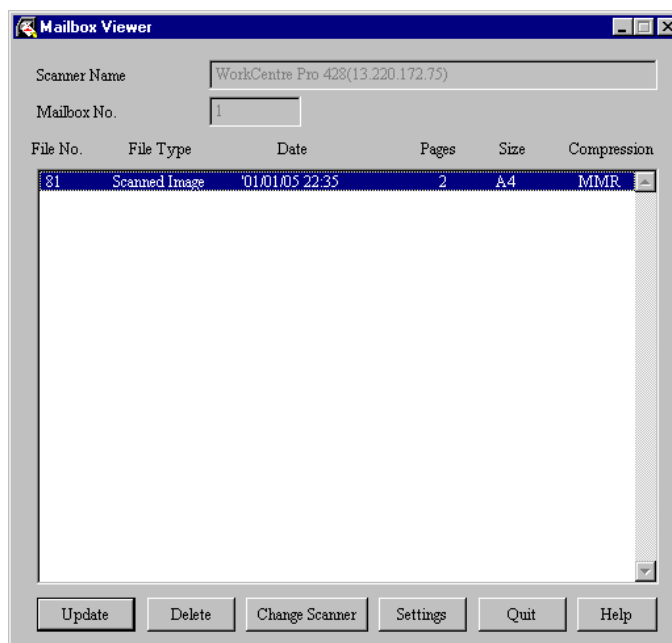 Mailbox Viewer
Scanner Name WorkCentre Pro 428(13.220.172.75)
Mailbox No. 1
File No. File Type Date Pages Size Compression
81 Scanned Image '01/01/05 22:35 2 A4 MMR
Update Delete Change Scanner Settings Quit Help